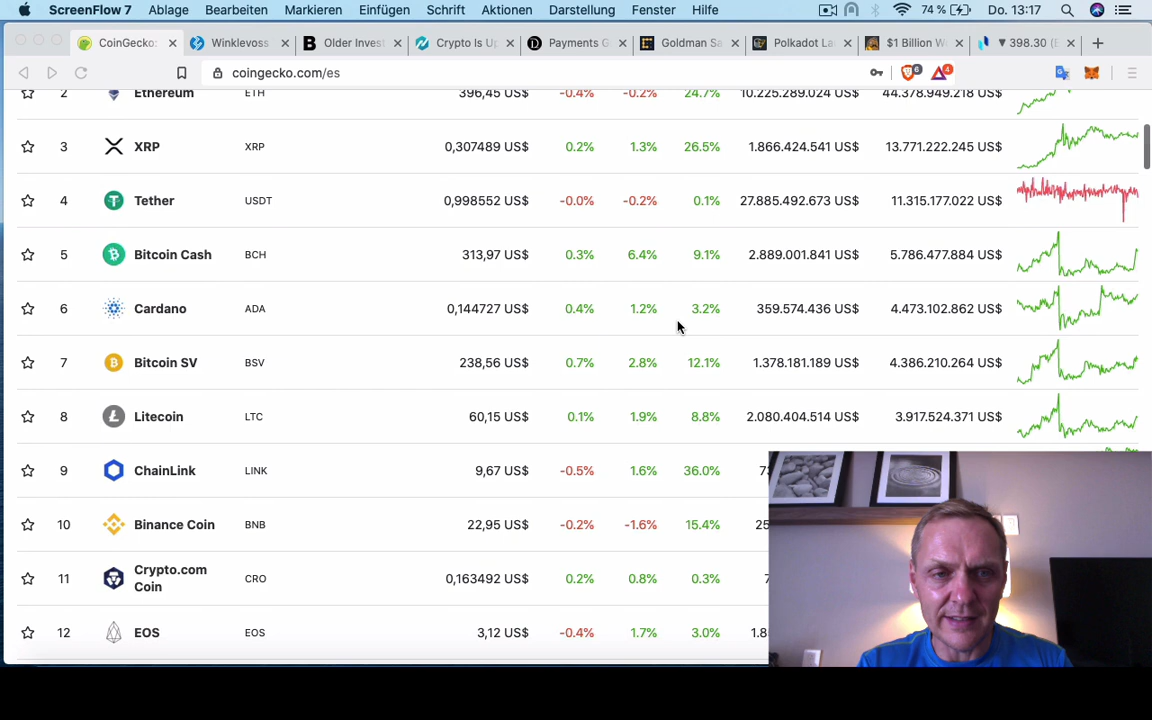 ScreenFlow 7 Ablage Bearbeiten Markieren Einfügen Schrift Aktionen Darstellung Fenster Hilfe 74 % Do. 13:17
CoinGecko: Winklevoss Older Invest Crypto Is Up Payments G Goldman Sa Polkadot La $1 Billion W ▼ 398.30 (E
coingecko.com/es 6 4
2 Ethereum ETH 396,45 US$ -0.4% -0.2% 24.7% 10.225.289.024 US$ 44.378.949.218 US$
3 XRP XRP 0,307489 US$ 0.2% 1.3% 26.5% 1.866.424.541 US$ 13.771.222.245 US$
4 Tether USDT 0,998552 US$ -0.0% -0.2% 0.1% 27.885.492.673 US$ 11.315.177.022 US$
5 Bitcoin Cash BCH 313,97 US$ 0.3% 6.4% 9.1% 2.889.001.841 US$ 5.786.477.884 US$
6 Cardano ADA 0,144727 US$ 0.4% 1.2% 3.2% 359.574.436 US$ 4.473.102.862 US$
7 Bitcoin SV BSV 238,56 US$ 0.7% 2.8% 12.1% 1.378.181.189 US$ 4.386.210.264 US$
8 Litecoin LTC 60,15 US$ 0.1% 1.9% 8.8% 2.080.404.514 US$ 3.917.524.371 US$
9 ChainLink LINK 9,67 US$ -0.5% 1.6% 36.0%
10 Binance Coin BNB 22,95 US$ -0.2% -1.6% 15.4% 25
11 Crypto.com CRO 0,163492 US$ 0.2% 0.8% 0.3% 7
Coin
12 EOS EOS 3,12 US$ -0.4% 1.7% 3.0% 1.8